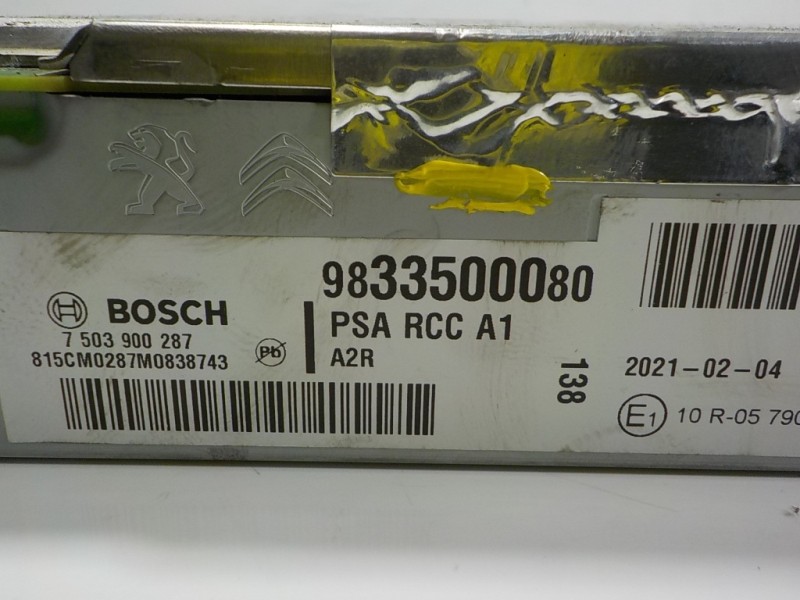 9833500080
BOSCH
PSA RCC A1
7 503 900 287
A2R
815CM0287M0838743
Pb
138
2021-02-04
E1
10 R-05 790